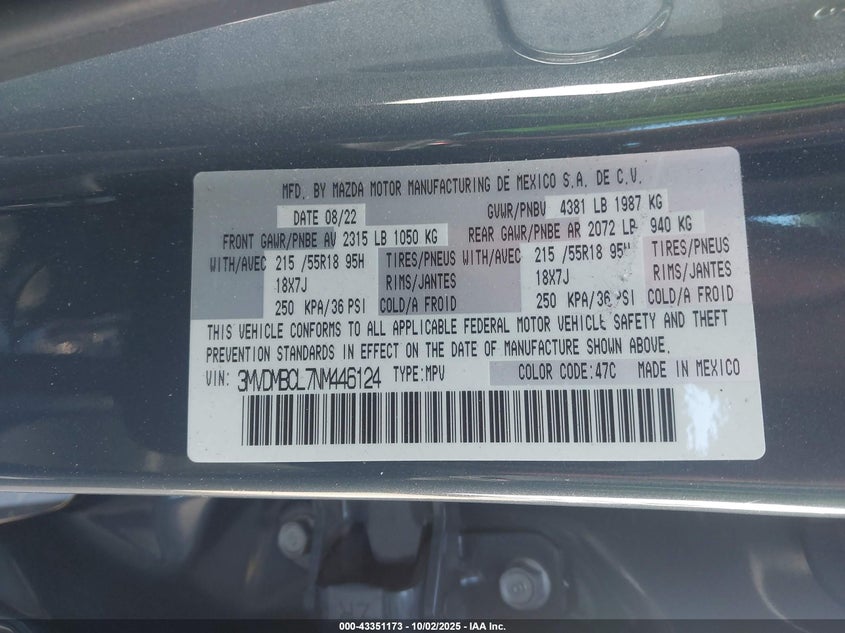 MFD. BY MAZDA MOTOR MANUFACTURING DE MEXICO S.A. DE C.V.
DATE 08/22 GVWR/PNBV 4381 LB 1987 KG
FRONT GAWR/PNBE AV 2315 LB 1050 KG REAR GAWR/PNBE AR 2072 LB 940 KG
WITH/AVEC 215 /55R18 95H TIRES/PNEUS WITH/AVEC 215 /55R18 95H TIRES/PNEUS
18X7J RIMS/JANTES 18X7J RIMS/JANTES
250 KPA/36 PSI COLD/A FROID 250 KPA/36 PSI COLD/A FROID
THIS VEHICLE CONFORMS TO ALL APPLICABLE FEDERAL MOTOR VEHICLE SAFETY AND THEFT
PREVENTION STANDARDS IN EFFECT ON THE DATE OF MANUFACTURE SHOWN ABOVE.
VIN: 3MVDMBCL7NM446124 TYPE:MPV COLOR CODE:47C MADE IN MEXICO
ZR
000-43351173 - 10/02/2025 - IAA Inc.